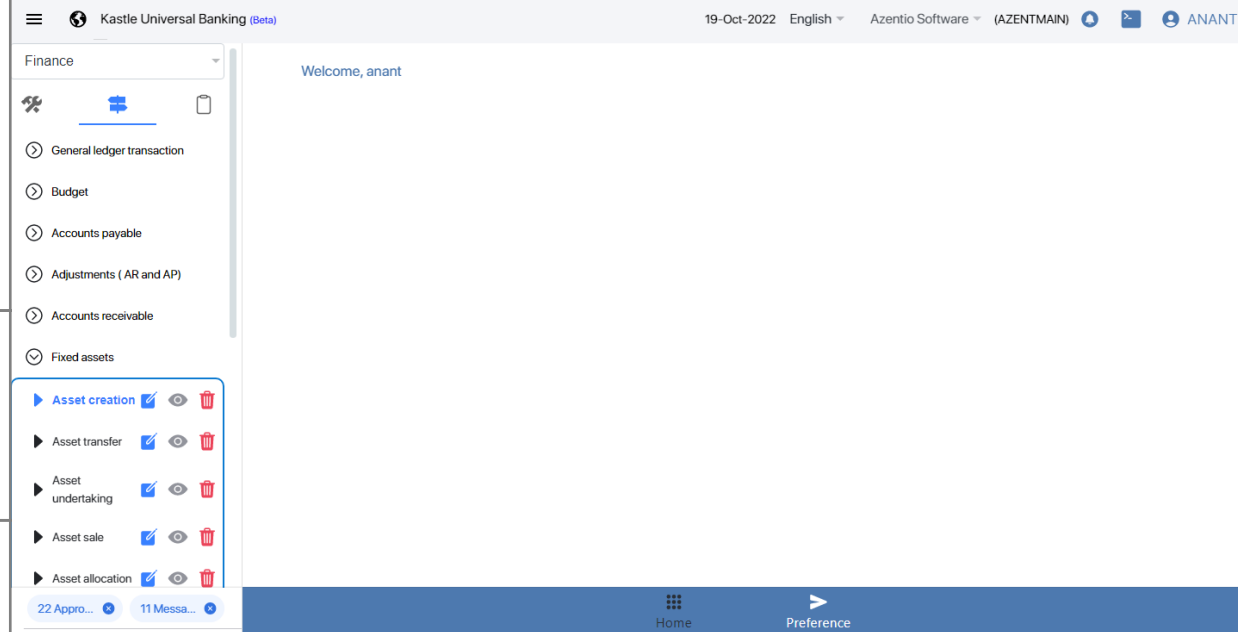 Kastle Universal Banking (Beta)
19-Oct-2022 English Azentio Software (AZENTMAIN) ANANT
Finance
Welcome, anant
General ledger transaction
Budget
Accounts payable
Adjustments ( AR and AP)
Accounts receivable
Fixed assets
Asset creation
Asset transfer
Asset
undertaking
Asset sale
Asset allocation
22 Appro... 11 Messa...
Home Preference